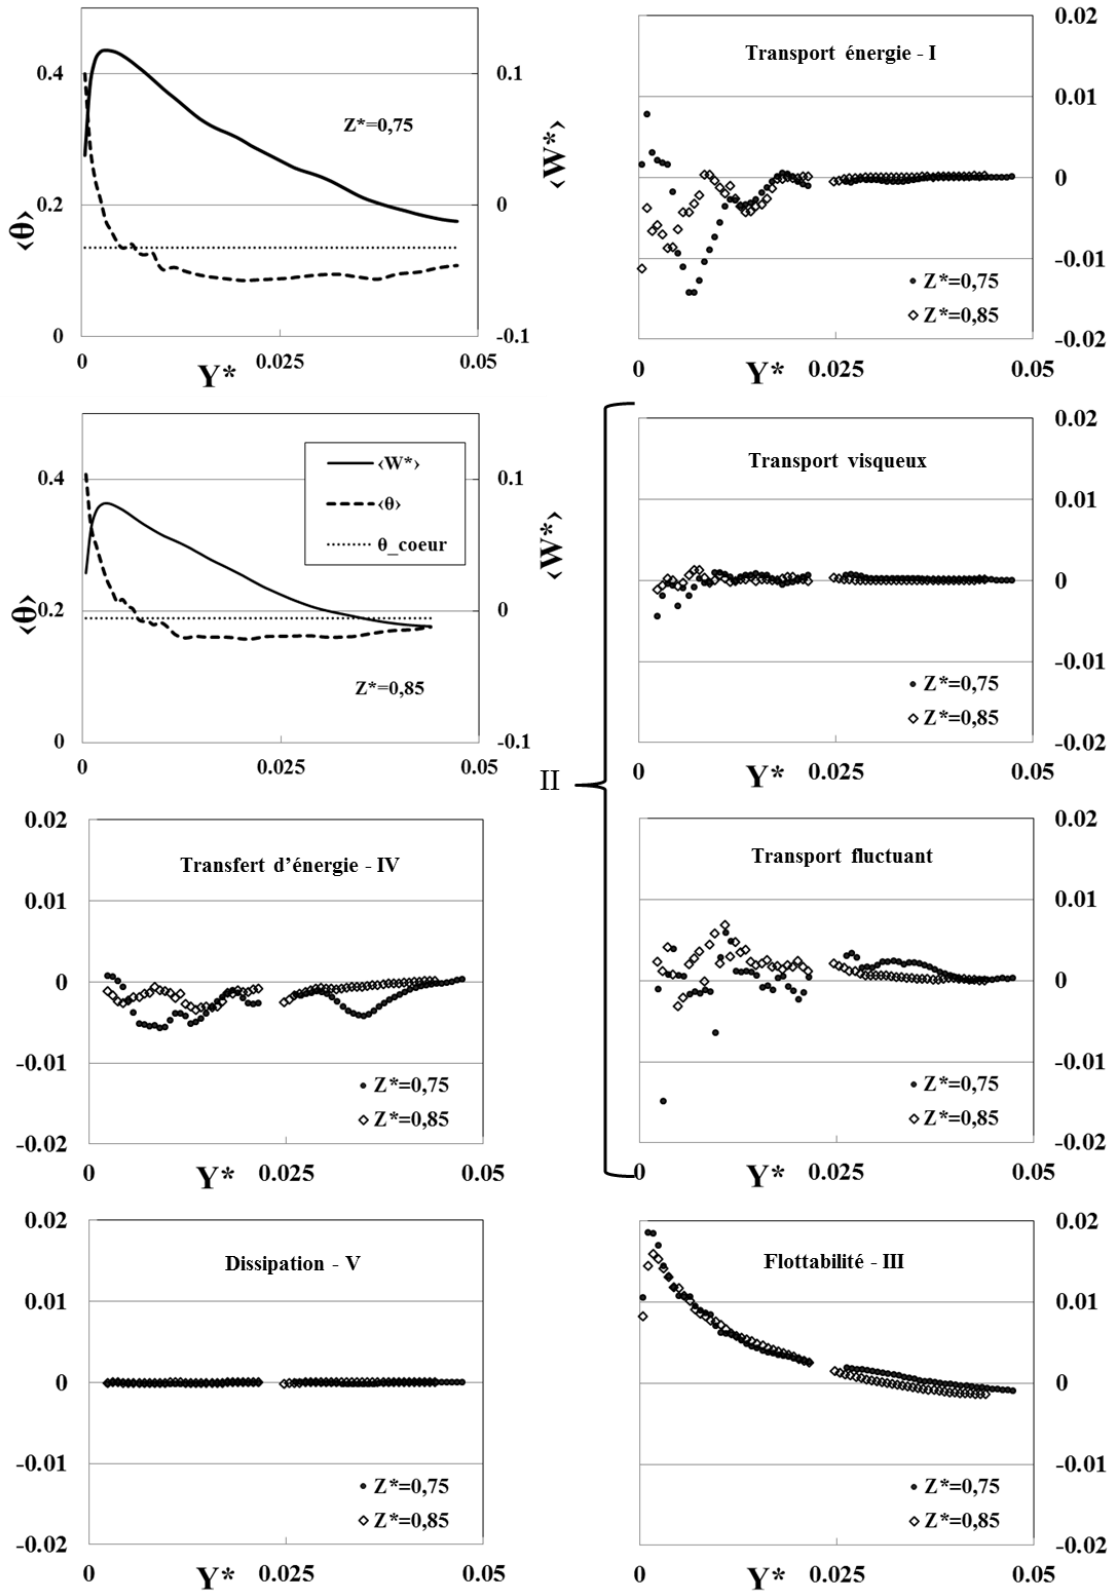 0.4
0.2
0
0.1
0
-0.1
‹θ›
‹W*›
Z*=0,75
0
0.025
0.05
Y*
0.02
0.01
0
-0.01
-0.02
Transport énergie - I
Z*=0,75
Z*=0,85
0
0.025
0.05
Y*
0.4
0.2
0
0.1
0
-0.1
‹θ›
‹W*›
‹W*›
‹θ›
θ_coeur
Z*=0,85
0
0.025
0.05
Y*
II
0.02
0.01
0
-0.01
-0.02
Transport visqueux
Z*=0,75
Z*=0,85
0
0.025
0.05
Y*
0.02
0.01
0
-0.01
-0.02
Transfert d’énergie - IV
Z*=0,75
Z*=0,85
0
0.025
0.05
Y*
0.02
0.01
0
-0.01
-0.02
Transport fluctuant
Z*=0,75
Z*=0,85
0
0.025
0.05
Y*
0.02
0.01
0
-0.01
-0.02
Dissipation - V
Z*=0,75
Z*=0,85
0
0.025
0.05
Y*
0.02
0.01
0
-0.01
-0.02
Flottabilité - III
Z*=0,75
Z*=0,85
0
0.025
0.05
Y*